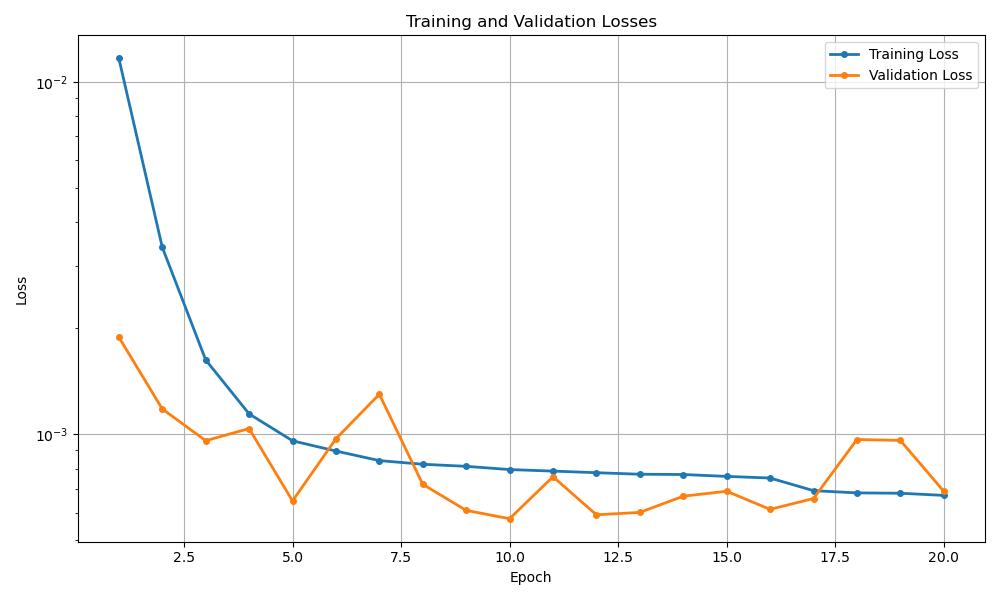 Training and Validation Losses
Training Loss
Validation Loss
10⁻²
10⁻³
Loss
2.5 5.0 7.5 10.0 12.5 15.0 17.5 20.0
Epoch